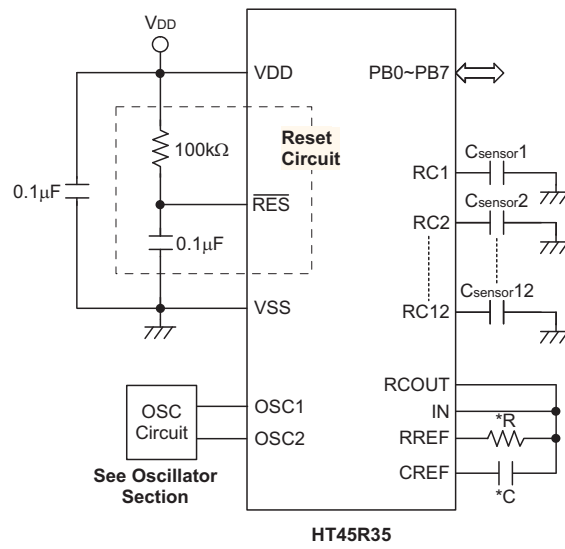 VDD
VDD
PB0~PB7
Reset
Circuit
100kΩ
0.1µF
RES
0.1µF
VSS
RC1
Csensor1
RC2
Csensor2
RC12
Csensor12
OSC
Circuit
OSC1
OSC2
See Oscillator
Section
RCOUT
IN
RREF
*R
CREF
*C
HT45R35